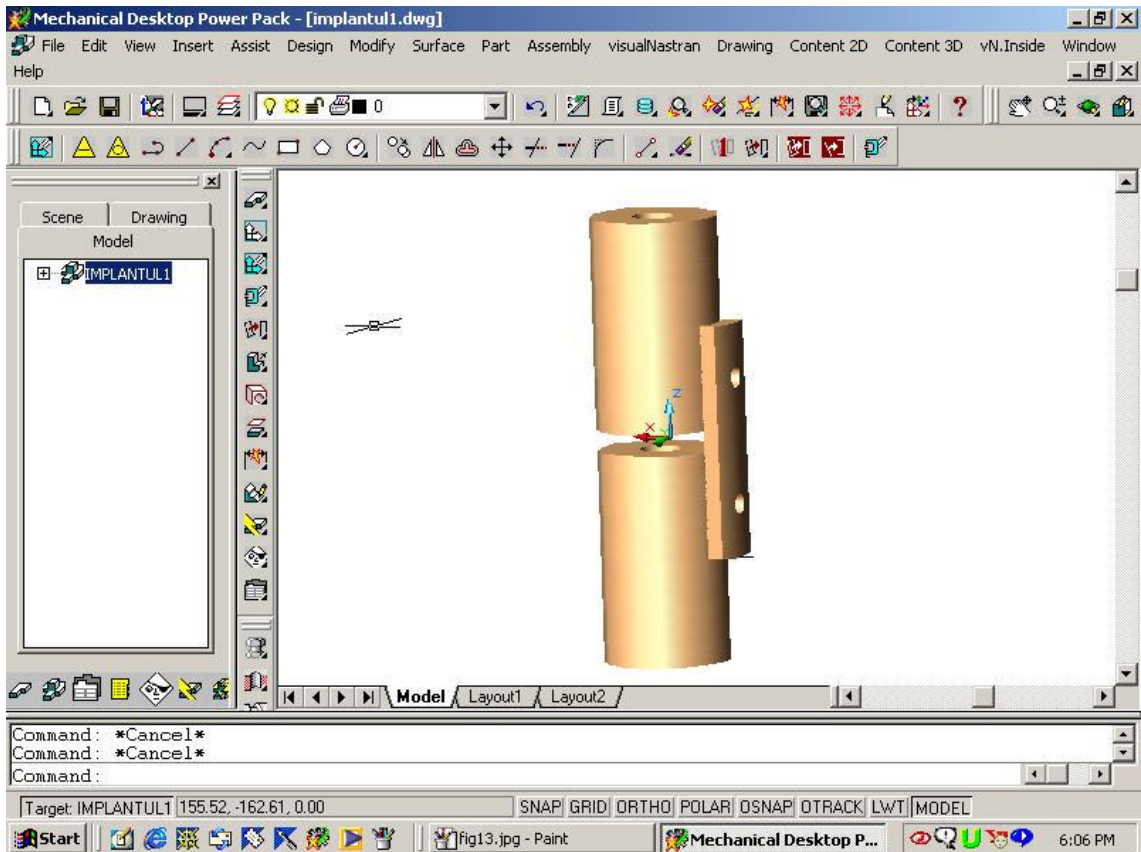 Mechanical Desktop Power Pack - [implantul1.dwg]
File Edit View Insert Assist Design Modify Surface Part Assembly visualNastran Drawing Content 2D Content 3D vN.Inside Window
Help
0
Scene Drawing
Model
IMPLANTUL1
Z
X
Model Layout1 Layout2
Command: *Cancel*
Command: *Cancel*
Command:
Target: IMPLANTUL1 155.52, -162.61, 0.00 SNAP GRID ORTHO POLAR OSNAP OTRACK LWT MODEL
Start fig13.jpg - Paint Mechanical Desktop P... 6:06 PM